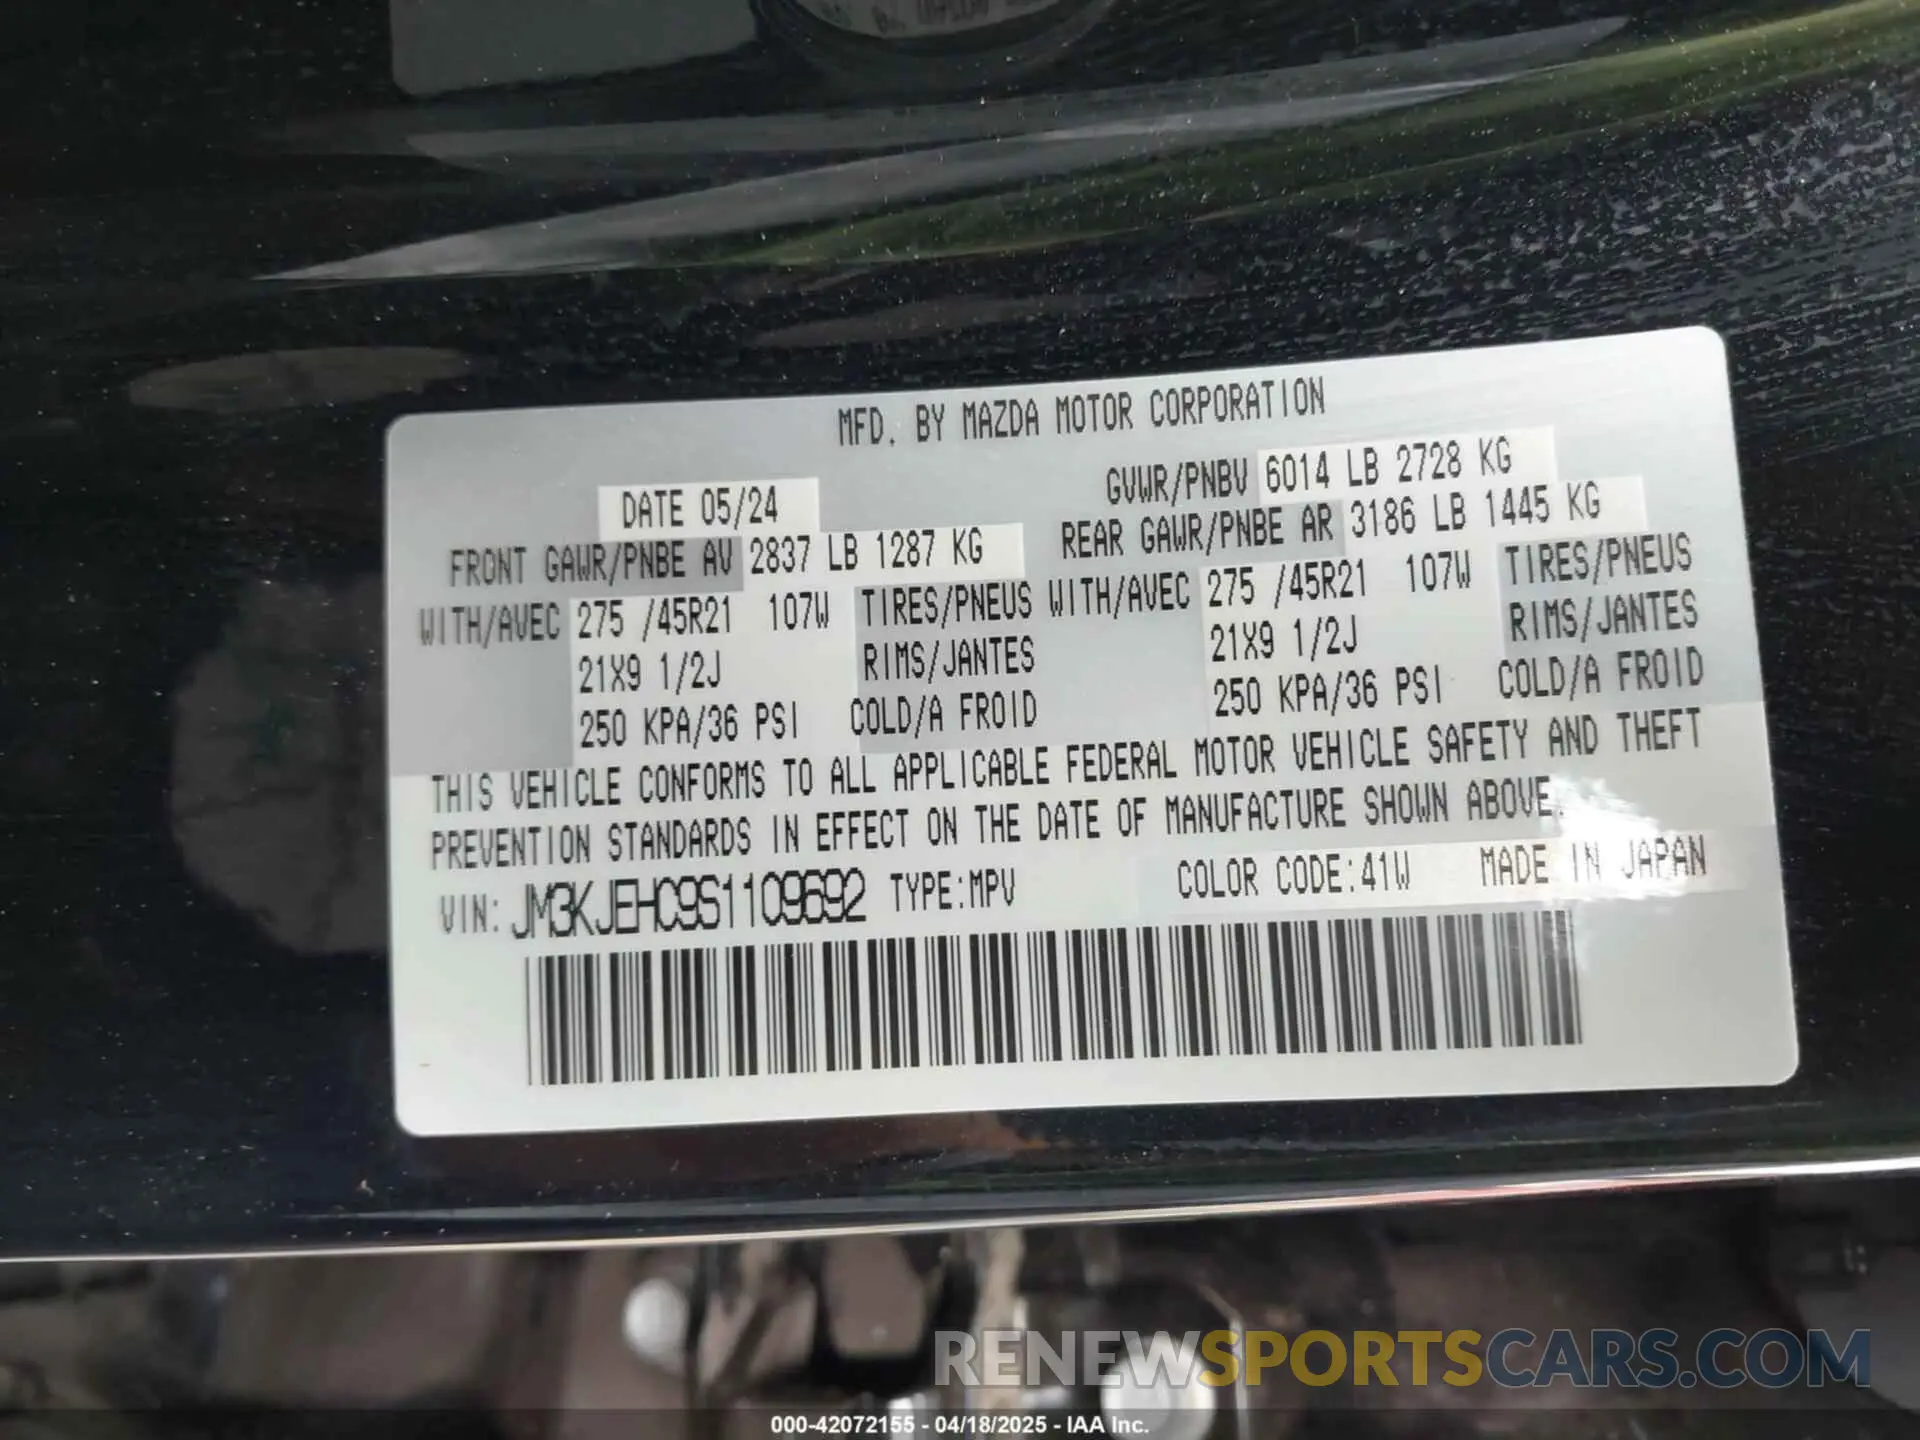 MFD. BY MAZDA MOTOR CORPORATION
DATE 05/24 GVWR/PNBV 6014 LB 2728 KG
FRONT GAWR/PNBE AV 2837 LB 1287 KG REAR GAWR/PNBE AR 3186 LB 1445 KG
WITH/AVEC 275 /45R21 107W TIRES/PNEUS WITH/AVEC 275 /45R21 107W TIRES/PNEUS
21X9 1/2J RIMS/JANTES 21X9 1/2J RIMS/JANTES
250 KPA/36 PSI COLD/A FROID 250 KPA/36 PSI COLD/A FROID
THIS VEHICLE CONFORMS TO ALL APPLICABLE FEDERAL MOTOR VEHICLE SAFETY AND THEFT
PREVENTION STANDARDS IN EFFECT ON THE DATE OF MANUFACTURE SHOWN ABOVE.
VIN: JM3KJEHC9S1109692 TYPE:MPV COLOR CODE:41W MADE IN JAPAN
RENEWSPORTSCARS.COM
000-42072155 - 04/18/2025 - IAA Inc.